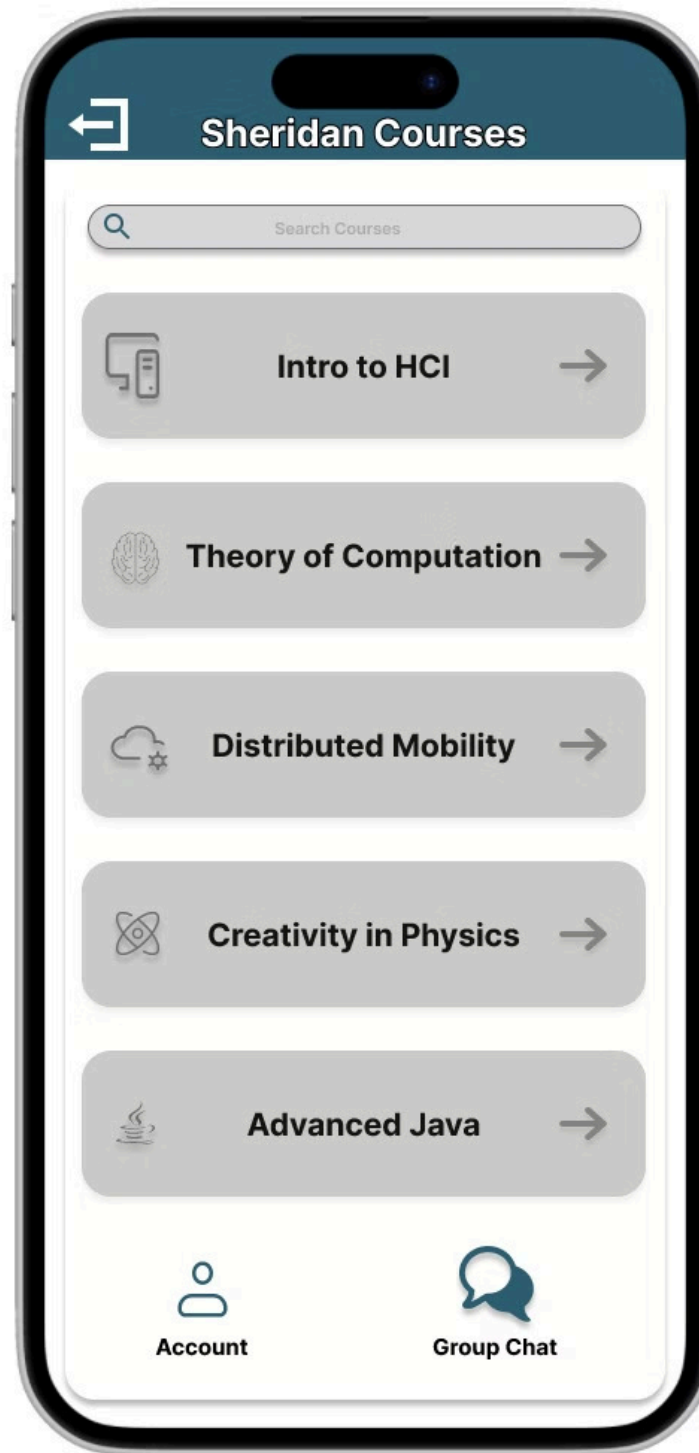 Sheridan Courses
Search Courses
Intro to HCI
Theory of Computation
Distributed Mobility
Creativity in Physics
Advanced Java
Account
Group Chat